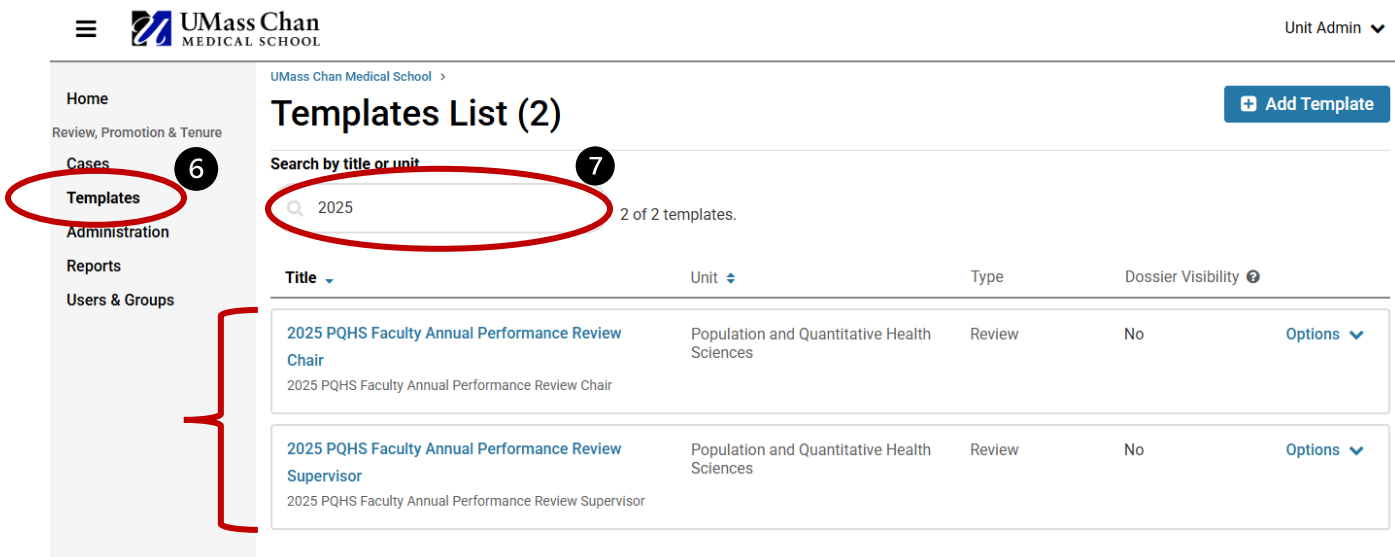 UMass Chan
MEDICAL SCHOOL
Unit Admin
Home
Review, Promotion & Tenure
Cases
6
Templates
Administration
Reports
Users & Groups
UMass Chan Medical School >
Templates List (2)
Add Template
Search by title or unit
7
2025
2 of 2 templates.
Title Unit Type Dossier Visibility ?
2025 PQHS Faculty Annual Performance Review
Chair
2025 PQHS Faculty Annual Performance Review Chair
Population and Quantitative Health
Sciences
Review
No
Options
2025 PQHS Faculty Annual Performance Review
Supervisor
2025 PQHS Faculty Annual Performance Review Supervisor
Population and Quantitative Health
Sciences
Review
No
Options